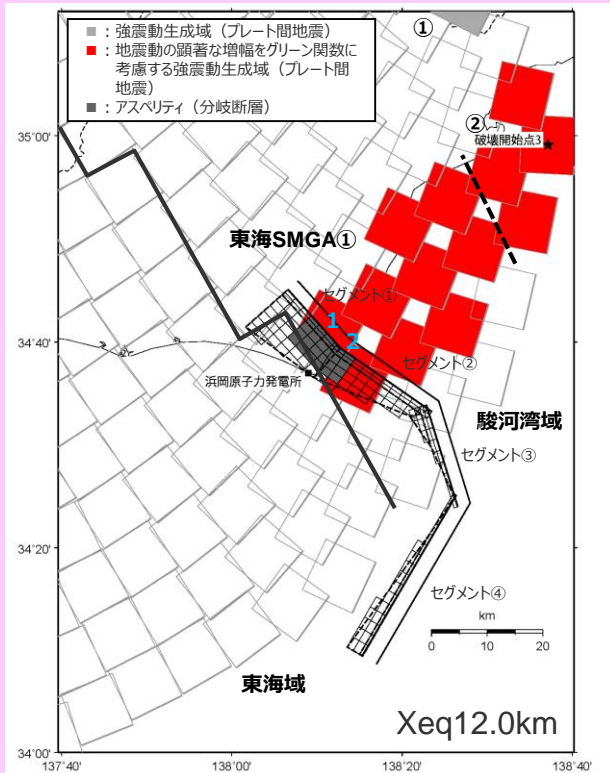 ■：強震動生成域（プレート間地震）
■：地震動の顕著な増幅をグリーン関数に
考慮する強震動生成域（プレート間
地震）
■：アスペリティ（分岐断層）
①
②
破壊開始点3
35°00'
東海SMGA①
セグメント①
1
2
34°40'
セグメント②
浜岡原子力発電所
駿河湾域
セグメント③
34°20'
セグメント④
km
0 10 20
東海域
Xeq12.0km
34°00'
137°40' 138°00' 138°20' 138°40'